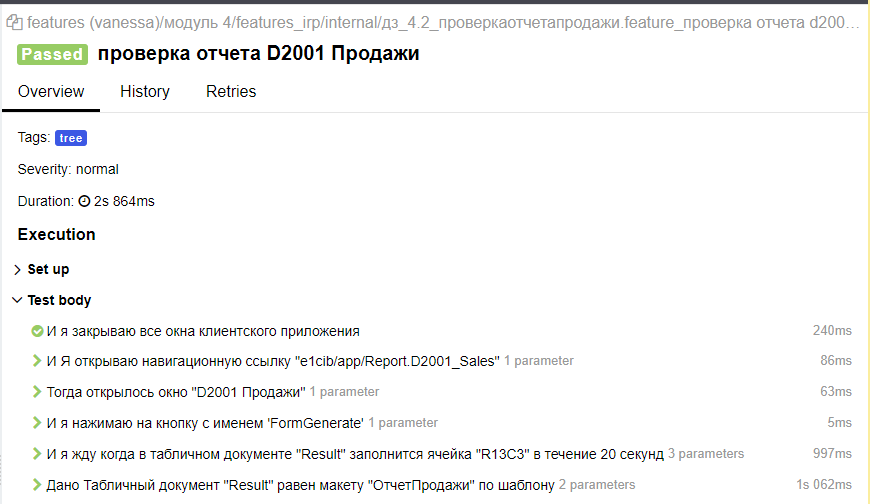 features (vanessa)/модуль 4/features_irp/internal/дз_4.2_проверкаотчетапродажи.feature_проверка отчета d200...
Passed проверка отчета D2001 Продажи
Overview History Retries
Tags: tree
Severity: normal
Duration: 2s 864ms
Execution
Set up
Test body
И я закрываю все окна клиентского приложения 240ms
И Я открываю навигационную ссылку "e1cib/app/Report.D2001_Sales" 1 parameter 86ms
Тогда открылось окно "D2001 Продажи" 1 parameter 63ms
И я нажимаю на кнопку с именем 'FormGenerate' 1 parameter 5ms
И я жду когда в табличном документе "Result" заполнится ячейка "R13C3" в течение 20 секунд 3 parameters 997ms
Дано Табличный документ "Result" равен макету "ОтчетПродажи" по шаблону 2 parameters 1s 062ms